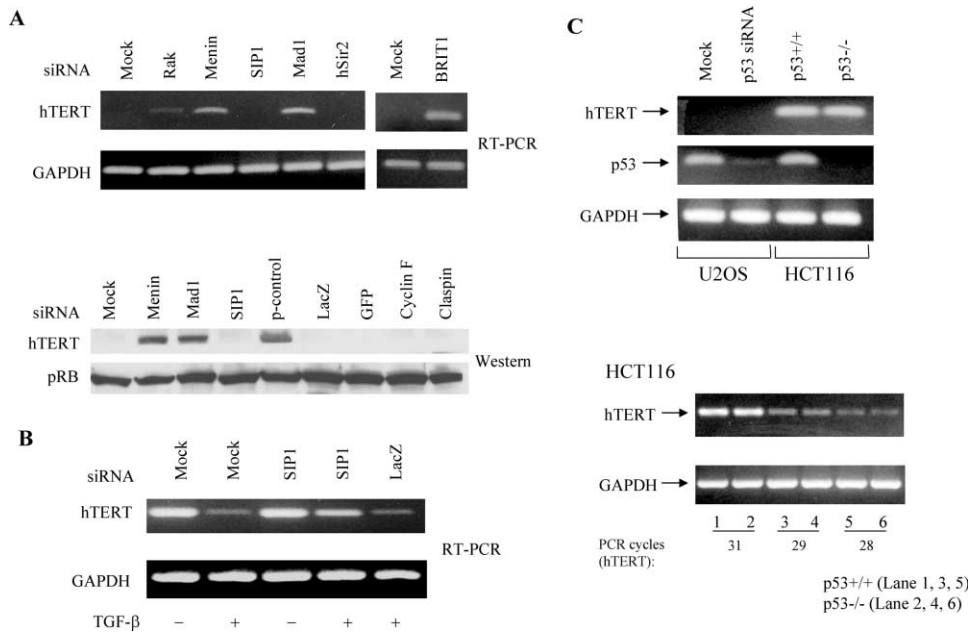 A
siRNA Mock Rak Menin SIP1 Mad1 hSir2 Mock BRIT1
hTERT
RT-PCR
GAPDH
siRNA Mock Menin Mad1 SIP1 p-control LacZ GFP Cyclin F Claspin
hTERT
Western
pRB
B
siRNA Mock Mock SIP1 SIP1 LacZ
hTERT
RT-PCR
GAPDH
TGF-β − + − + +
C
Mock p53 siRNA p53+/+ p53-/-
hTERT
p53
GAPDH
U2OS HCT116
HCT116
hTERT
GAPDH
1 2 3 4 5 6
PCR cycles 31 29 28
(hTERT):
p53+/+ (Lane 1, 3, 5)
p53-/- (Lane 2, 4, 6)